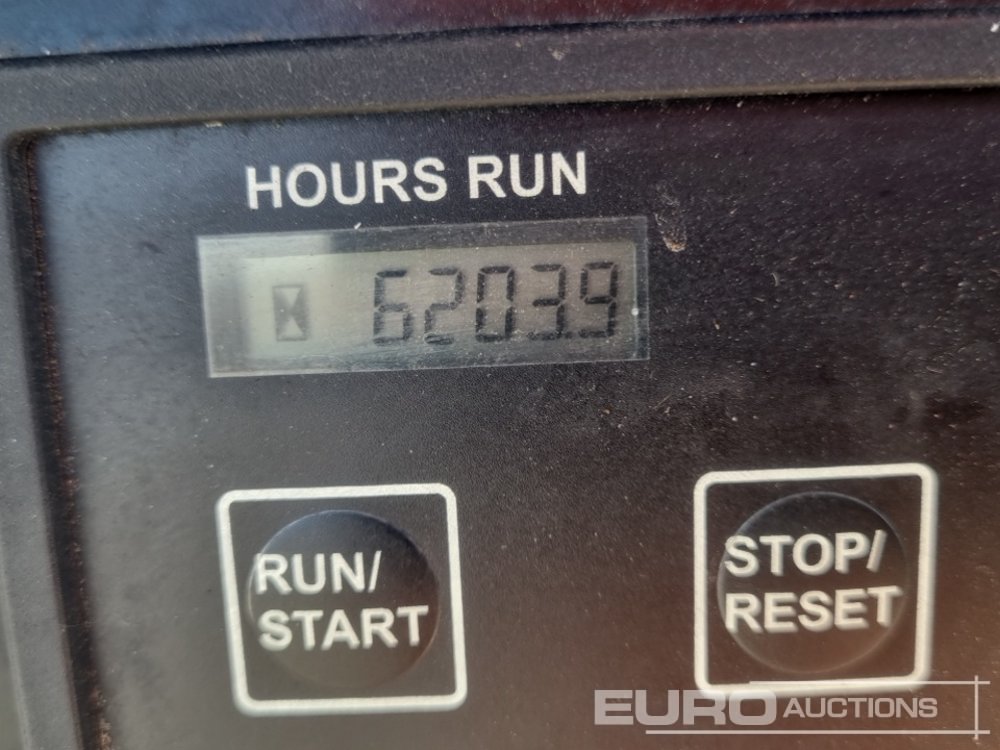 HOURS RUN
6203.9
RUN/
START
STOP/
RESET
EURO AUCTIONS